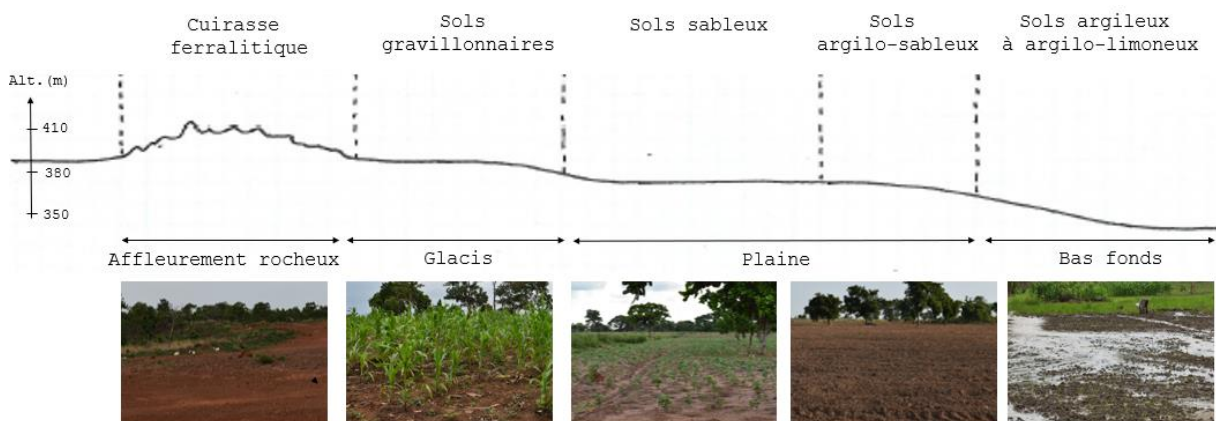 Cuirasse
ferralitique
Sols
gravillonnaires
Sols sableux
Sols
argilo-sableux
Sols argileux
à argilo-limoneux
Alt.(m)
410
380
350
Affleurement rocheux
Glacis
Plaine
Bas fonds